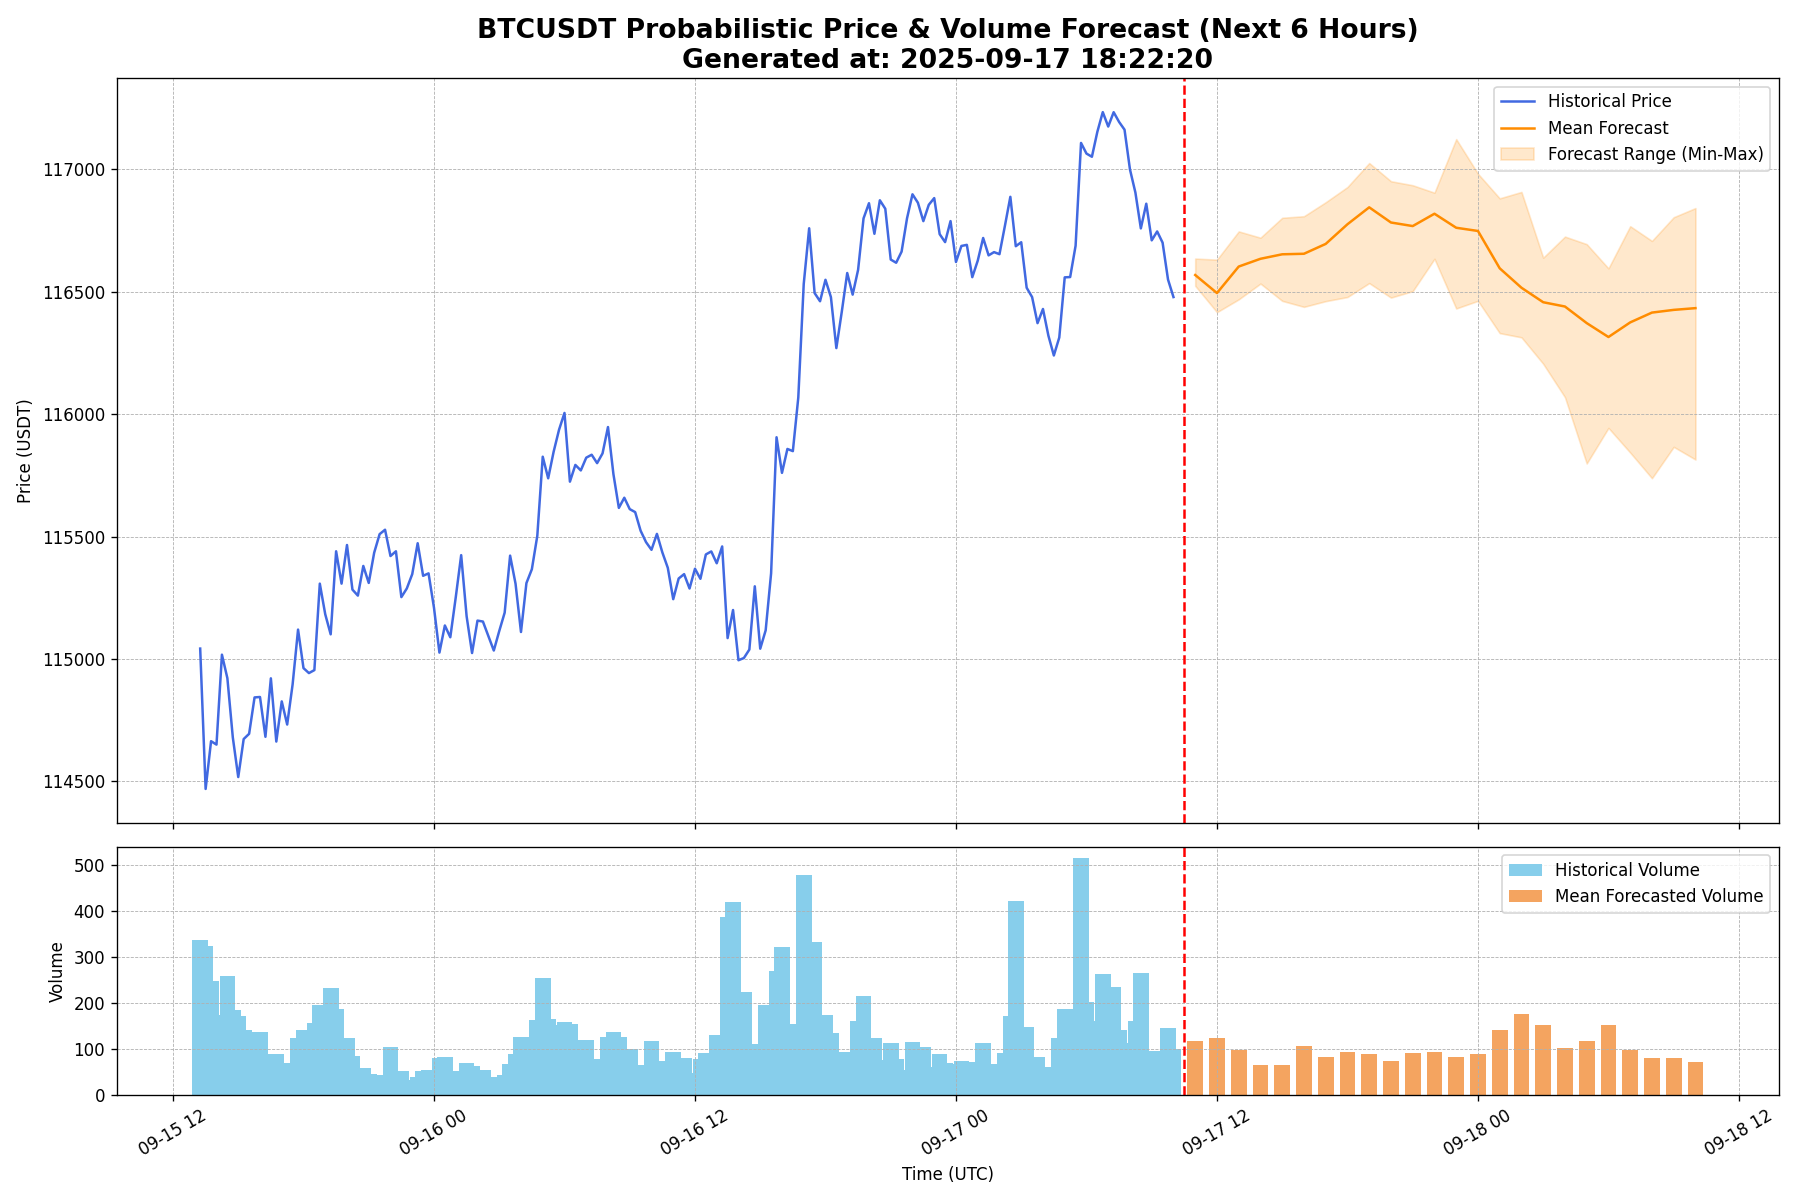 BTCUSDT Probabilistic Price & Volume Forecast (Next 6 Hours)
Generated at: 2025-09-17 18:22:20
Historical Price
Mean Forecast
Forecast Range (Min-Max)
Price (USDT)
117000
116500
116000
115500
115000
114500
Historical Volume
Mean Forecasted Volume
Volume
500
400
300
200
100
0
09-15 12
09-16 00
09-16 12
09-17 00
09-17 12
09-18 00
09-18 12
Time (UTC)